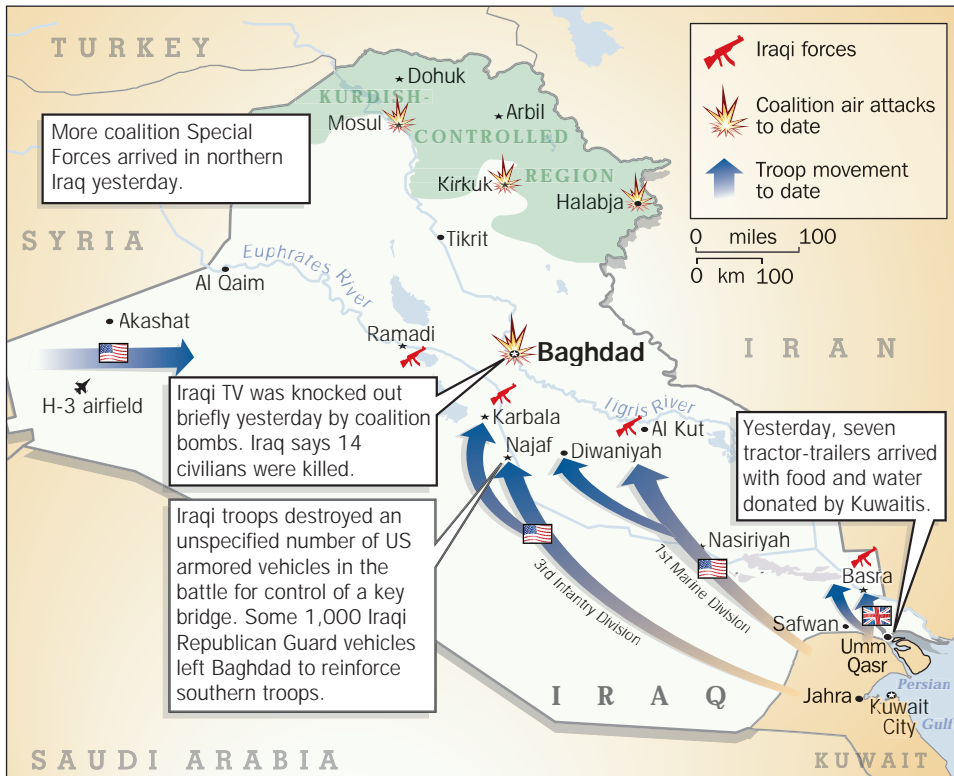 TURKEY
Dohuk
KURDISH-
Mosul
Arbil
CONTROLLED
REGION
Kirkuk
Halabja
Iraqi forces
Coalition air attacks
to date
Troop movement
to date
0 miles 100
0 km 100
More coalition Special
Forces arrived in northern
Iraq yesterday.
SYRIA
Euphrates River
Tikrit
Al Qaim
Akashat
Ramadi
Baghdad
IRAN
H-3 airfield
Iraqi TV was knocked out
briefly yesterday by coalition
bombs. Iraq says 14
civilians were killed.
Karbala
Najaf
Tigris River
Al Kut
Diwaniyah
Yesterday, seven
tractor-trailers arrived
with food and water
donated by Kuwaitis.
Iraqi troops destroyed an
unspecified number of US
armored vehicles in the
battle for control of a key
bridge. Some 1,000 Iraqi
Republican Guard vehicles
left Baghdad to reinforce
southern troops.
3rd Infantry Division
1st Marine Division
Nasiriyah
Basra
Safwan
Umm
Qasr
IRAQ
Jahra
Kuwait
City
Persian
Gulf
SAUDI ARABIA
KUWAIT